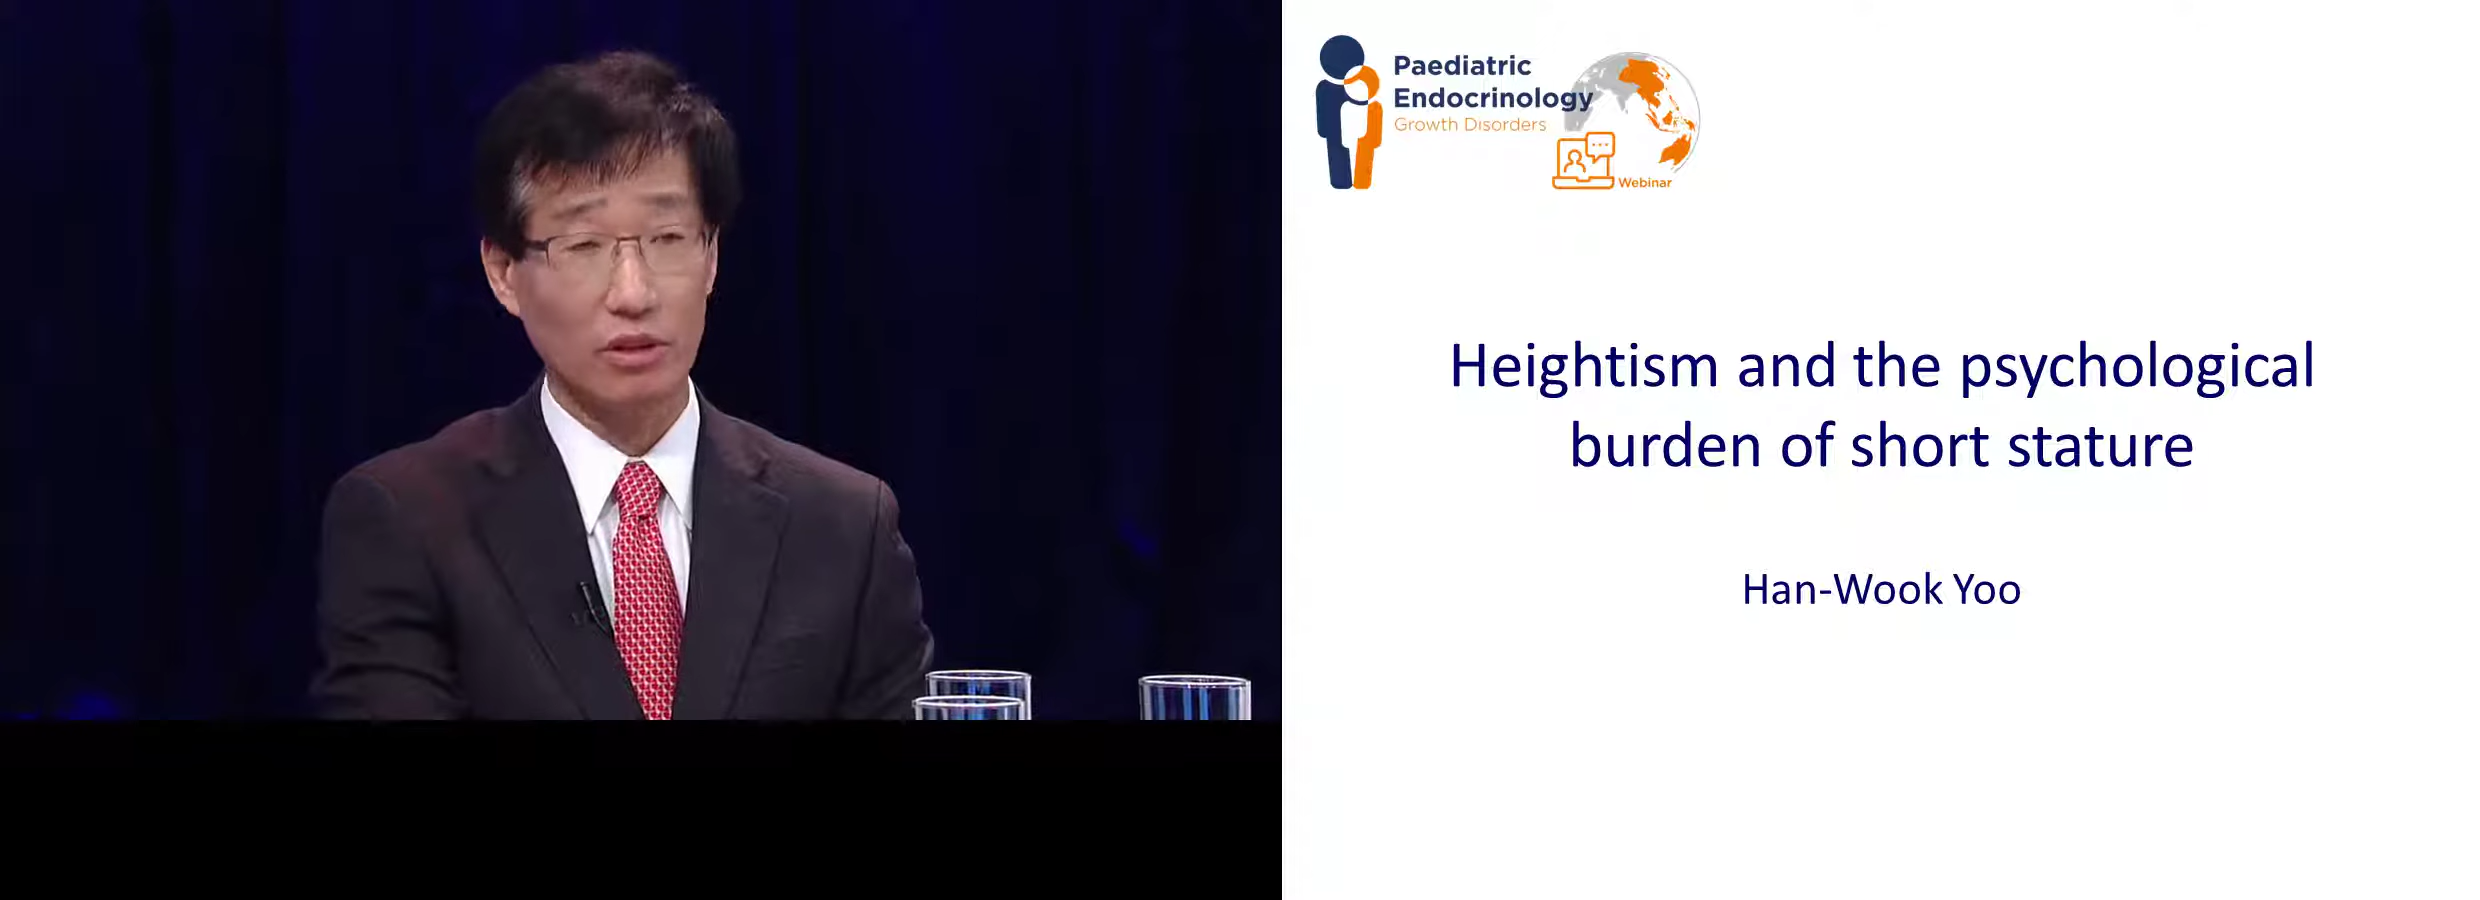 Paediatric
Endocrinology
Growth Disorders
Webinar
Heightism and the psychological
burden of short stature
Han-Wook Yoo